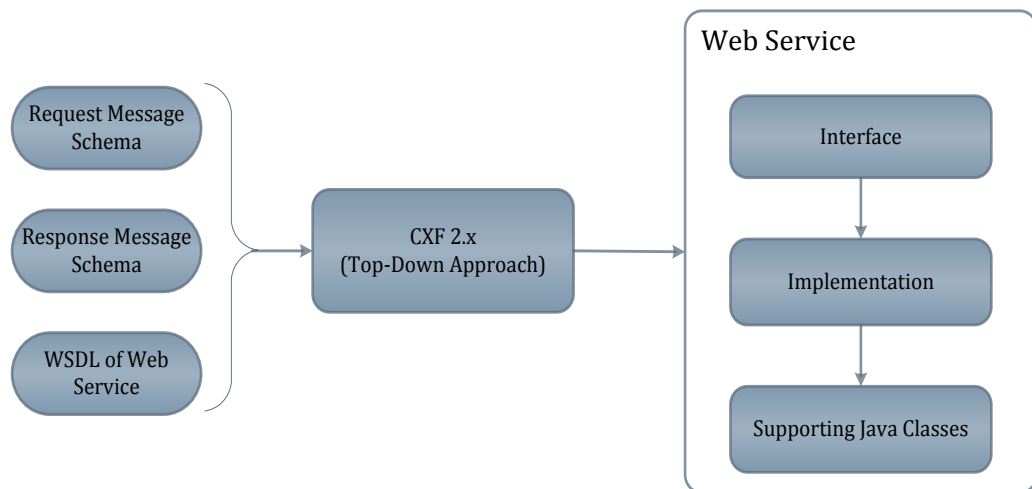 Request Message
Schema
Response Message
Schema
WSDL of Web
Service
CXF 2.x
(Top-Down Approach)
Web Service
Interface
Implementation
Supporting Java Classes